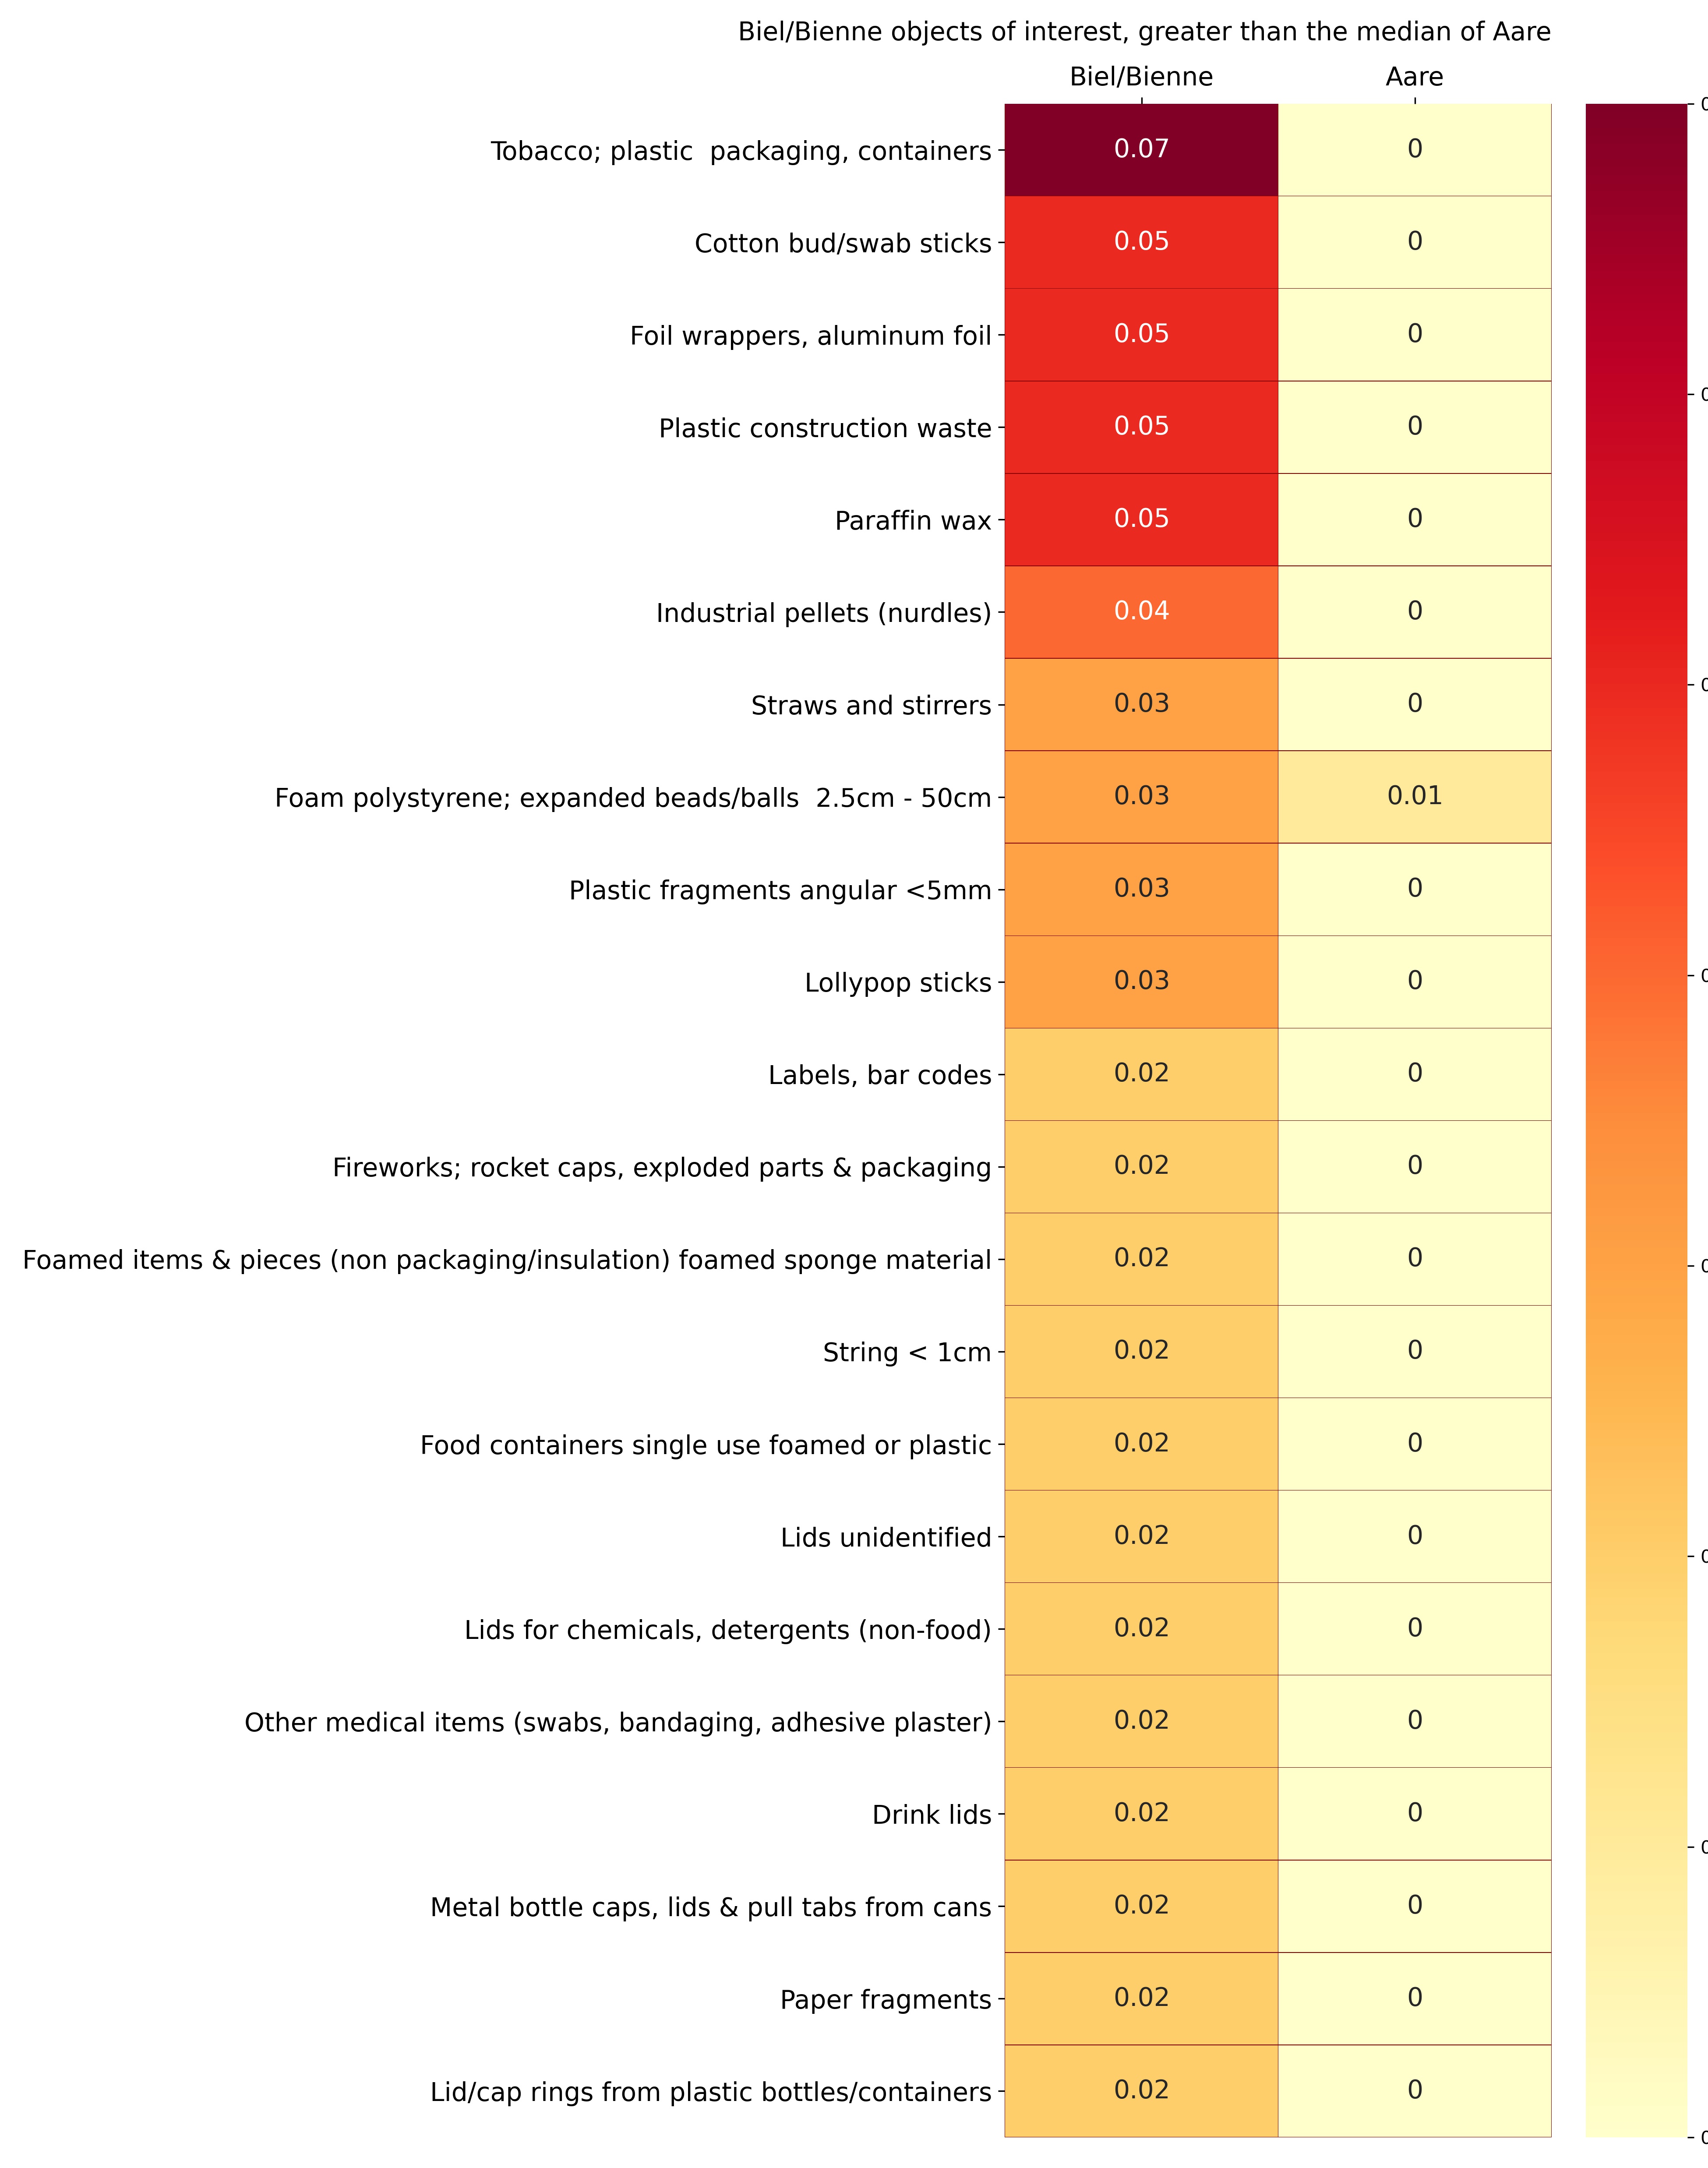 Biel/Bienne objects of interest, greater than the median of Aare
Biel/Bienne Aare
Tobacco; plastic  packaging, containers 0.07 0
Cotton bud/swab sticks 0.05 0
Foil wrappers, aluminum foil 0.05 0
Plastic construction waste 0.05 0
Paraffin wax 0.05 0
Industrial pellets (nurdles) 0.04 0
Straws and stirrers 0.03 0
Foam polystyrene; expanded beads/balls  2.5cm - 50cm 0.03 0.01
Plastic fragments angular <5mm 0.03 0
Lollypop sticks 0.03 0
Labels, bar codes 0.02 0
Fireworks; rocket caps, exploded parts & packaging 0.02 0
Foamed items & pieces (non packaging/insulation) foamed sponge material 0.02 0
String < 1cm 0.02 0
Food containers single use foamed or plastic 0.02 0
Lids unidentified 0.02 0
Lids for chemicals, detergents (non-food) 0.02 0
Other medical items (swabs, bandaging, adhesive plaster) 0.02 0
Drink lids 0.02 0
Metal bottle caps, lids & pull tabs from cans 0.02 0
Paper fragments 0.02 0
Lid/cap rings from plastic bottles/containers 0.02 0